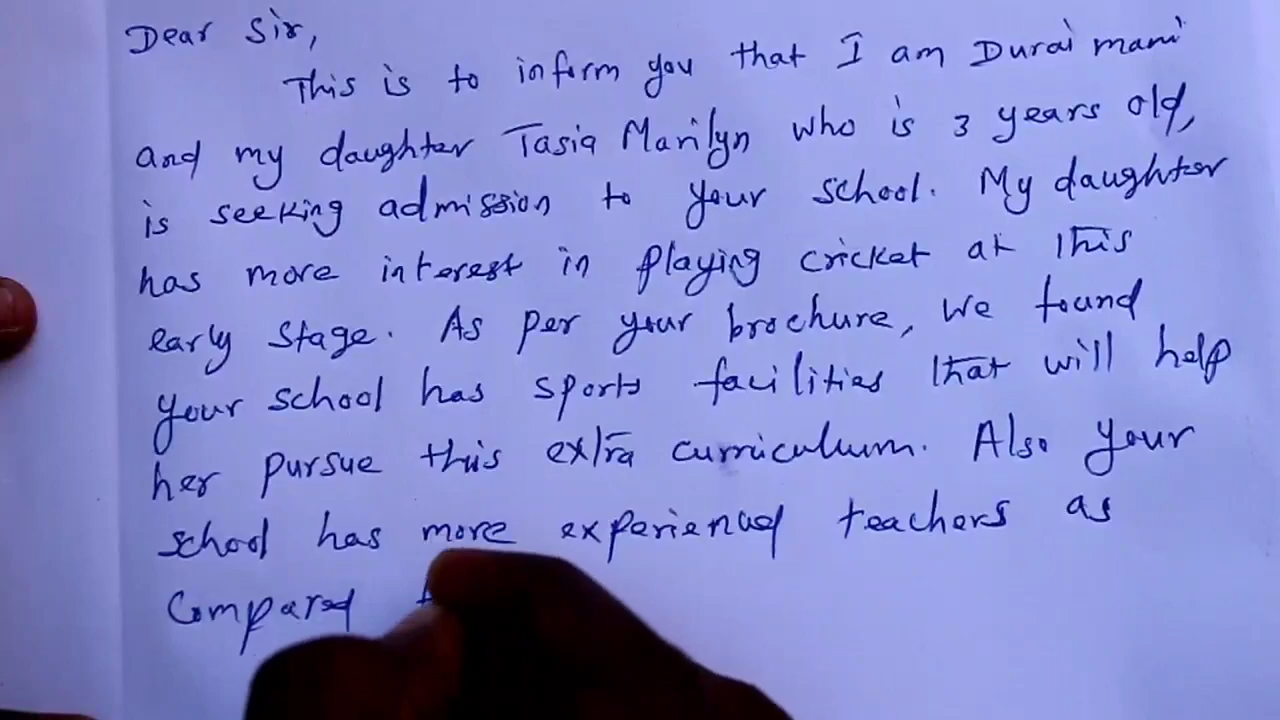 Dear Sir,
This is to inform you that I am Durai mani
and my daughter Tasia Marilyn who is 3 years old,
is seeking admission to your school. My daughter
has more interest in playing cricket at this
early stage. As per your brochure, we found
your school has sports facilities that will help
her pursue this extra curriculum. Also your
school has more experienced teachers as
Compared